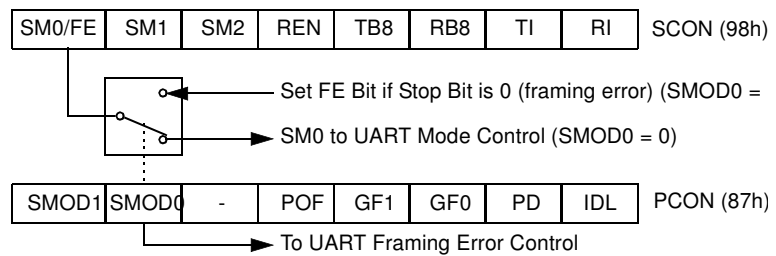 SM0/FE SM1 SM2 REN TB8 RB8 TI RI SCON (98h)
Set FE Bit if Stop Bit is 0 (framing error) (SMOD0 =
SM0 to UART Mode Control (SMOD0 = 0)
SMOD1 SMOD0 - POF GF1 GF0 PD IDL PCON (87h)
To UART Framing Error Control